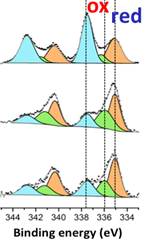 ox red
344 342 340 338 336 334
Binding energy (eV)